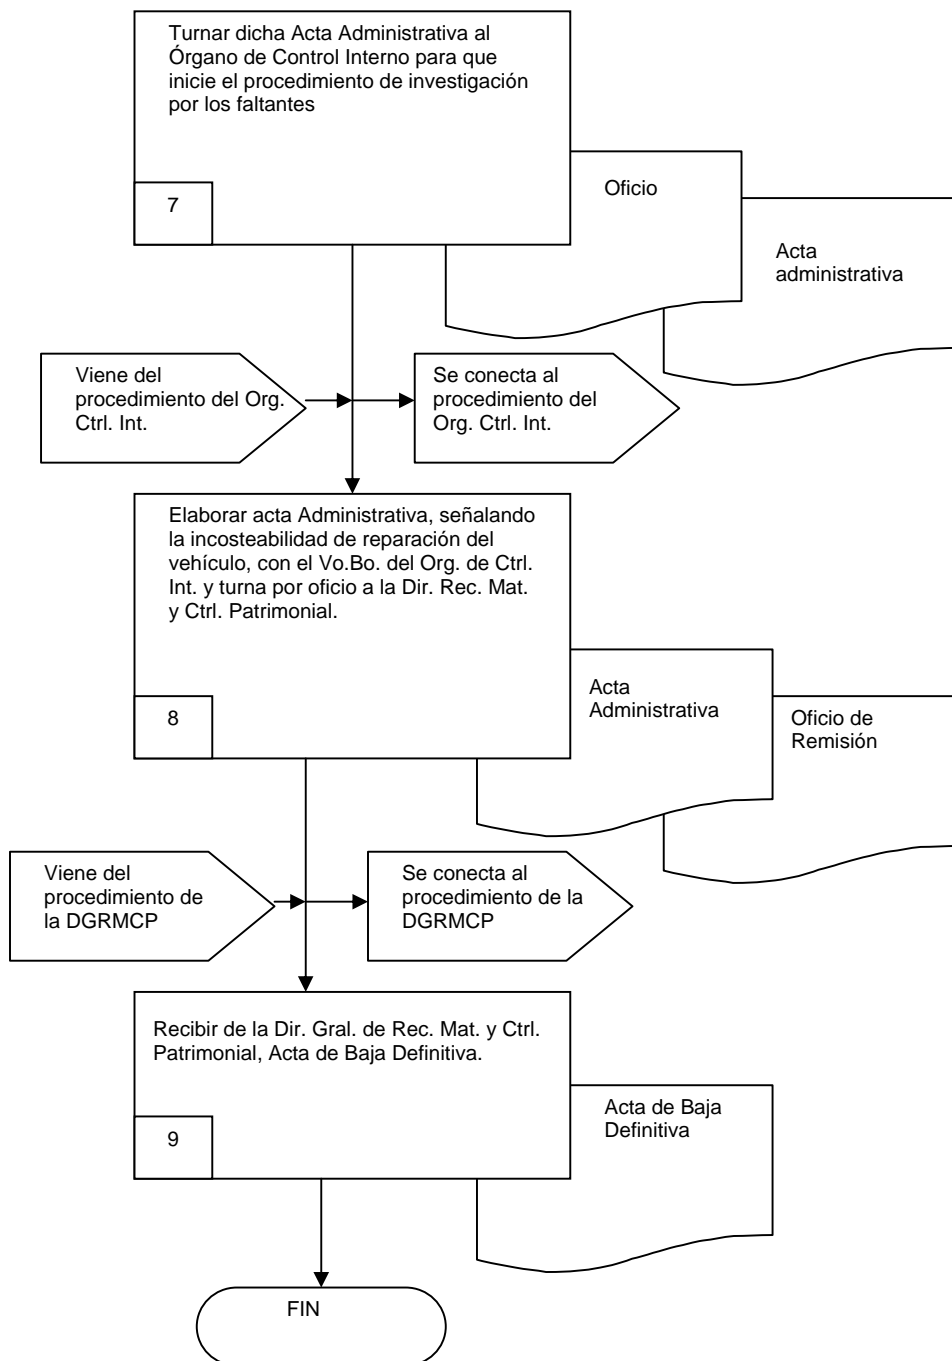 Turnar dicha Acta Administrativa al
Órgano de Control Interno para que
inicie el procedimiento de investigación
por los faltantes
7
Oficio
Acta
administrativa
Viene del
procedimiento del Org.
Ctrl. Int.
Se conecta al
procedimiento del
Org. Ctrl. Int.
Elaborar acta Administrativa, señalando
la incosteabilidad de reparación del
vehículo, con el Vo.Bo. del Org. de Ctrl.
Int. y turna por oficio a la Dir. Rec. Mat.
y Ctrl. Patrimonial.
8
Acta
Administrativa
Oficio de
Remisión
Viene del
procedimiento de
la DGRMCP
Se conecta al
procedimiento de la
DGRMCP
Recibir de la Dir. Gral. de Rec. Mat. y Ctrl.
Patrimonial, Acta de Baja Definitiva.
9
Acta de Baja
Definitiva
FIN